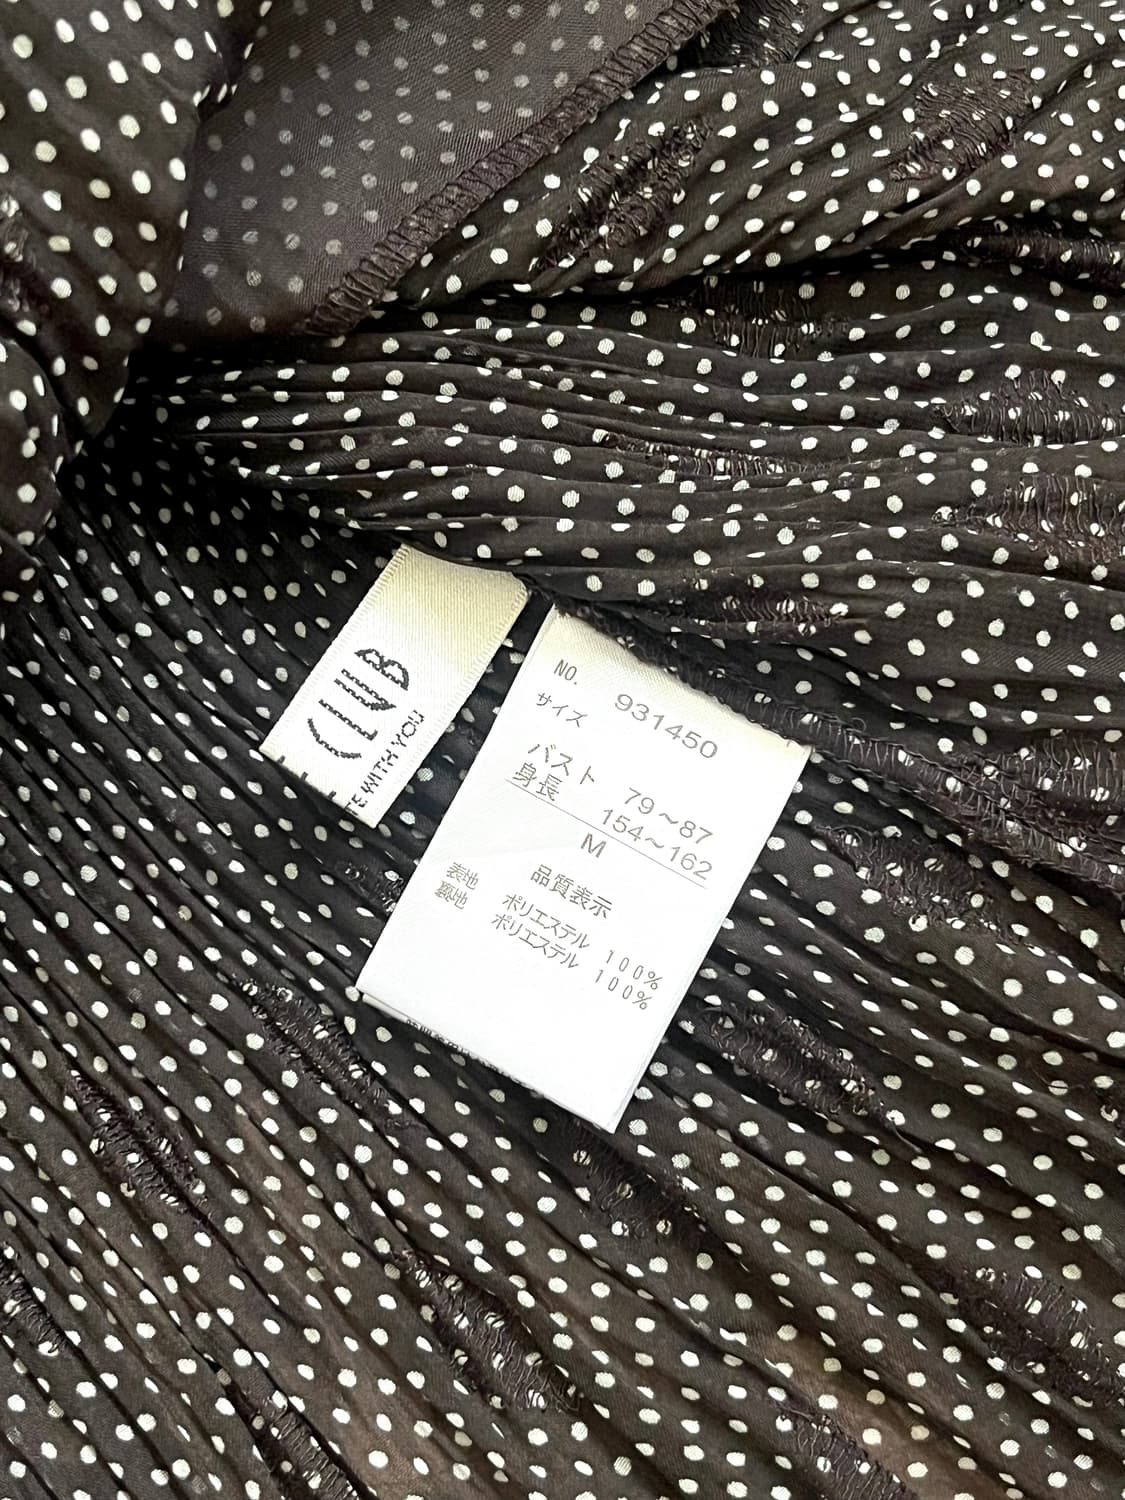 CLUB
TE WITH YOU
NO. 931450
サイズ
バスト 79～87
身長 154～162
M
品質表示
表地 ポリエステル 100%
裏地 ポリエステル 100%